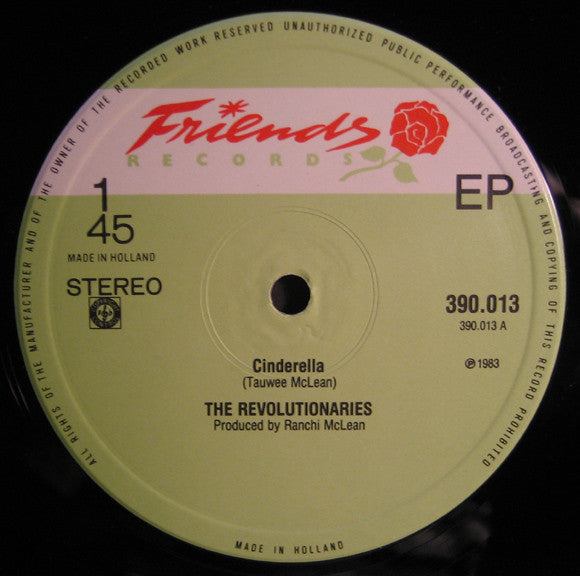 ALL RIGHTS OF THE MANUFACTURER AND OF THE OWNER OF THE RECORDED WORK RESERVED UNAUTHORIZED PUBLIC PERFORMANCE BROADCASTING AND COPYING OF THIS RECORD PROHIBITED
Friends
RECORDS
1
45
EP
MADE IN HOLLAND
STEREO
390.013
390.013 A
℗ 1983
Cinderella
(Tauwee McLean)
THE REVOLUTIONARIES
Produced by Ranchi McLean
MADE IN HOLLAND